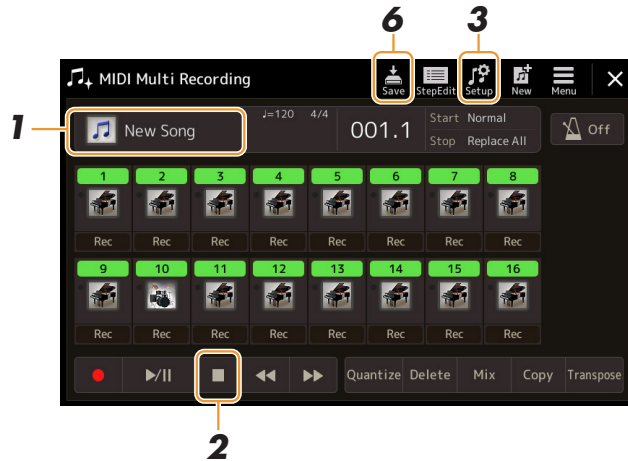 6 3
MIDI Multi Recording Save StepEdit Setup New Menu
1
New Song ♩=120 4/4 001.1 Start Normal Off
Stop Replace All
1 2 3 4 5 6 7 8
Rec Rec Rec Rec Rec Rec Rec Rec
9 10 11 12 13 14 15 16
Rec Rec Rec Rec Rec Rec Rec Rec
Quantize Delete Mix Copy Transpose
2